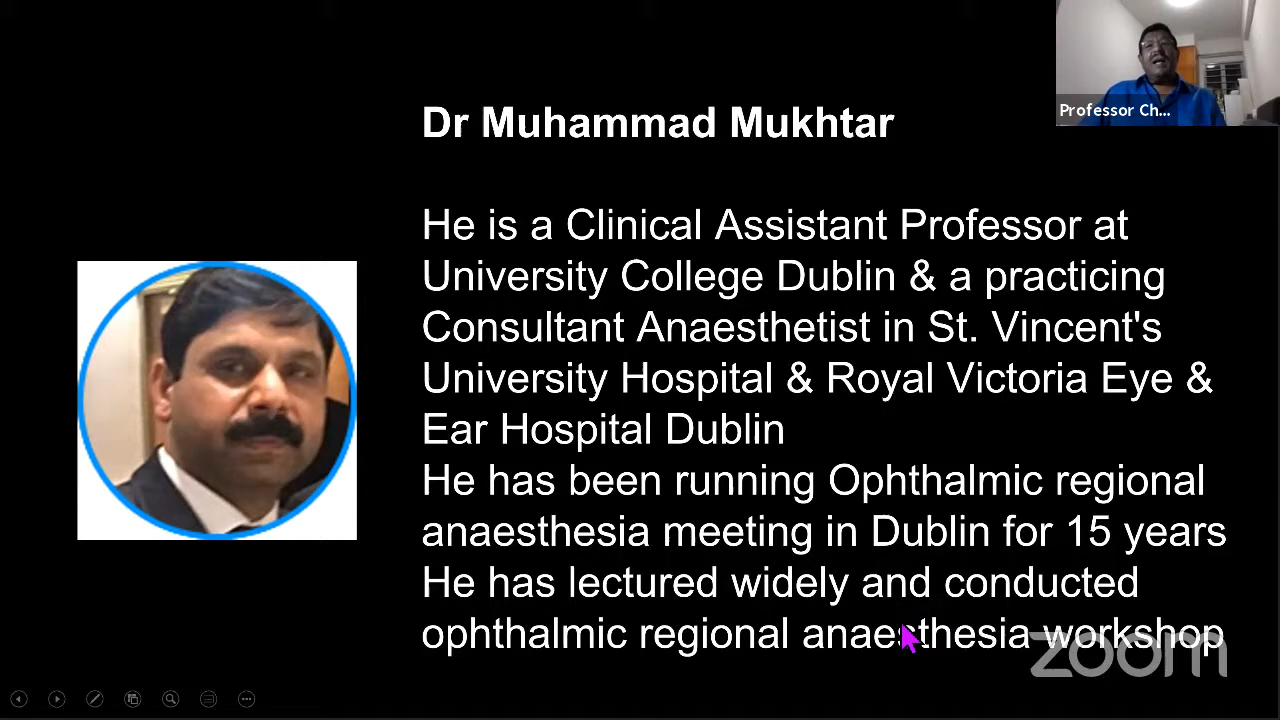 Professor Ch...
Dr Muhammad Mukhtar
He is a Clinical Assistant Professor at
University College Dublin & a practicing
Consultant Anaesthetist in St. Vincent's
University Hospital & Royal Victoria Eye &
Ear Hospital Dublin
He has been running Ophthalmic regional
anaesthesia meeting in Dublin for 15 years
He has lectured widely and conducted
ophthalmic regional anaesthesia workshop
zoom